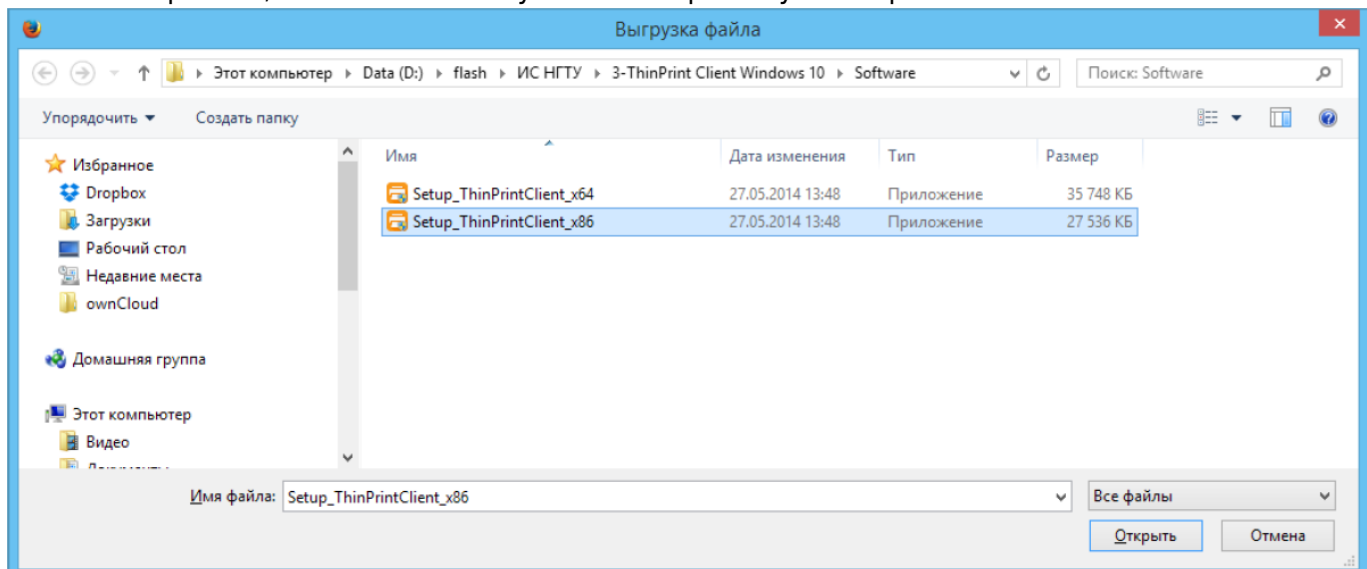 Выгрузка файла
Этот компьютер Data (D:) flash ИС НГТУ 3-ThinPrint Client Windows 10 Software Поиск: Software
Упорядочить Создать папку
Избранное
Dropbox
Загрузки
Рабочий стол
Недавние места
ownCloud
Домашняя группа
Этот компьютер
Видео
Имя Дата изменения Тип Размер
Setup_ThinPrintClient_x64 27.05.2014 13:48 Приложение 35 748 КБ
Setup_ThinPrintClient_x86 27.05.2014 13:48 Приложение 27 536 КБ
Имя файла: Setup_ThinPrintClient_x86 Все файлы
Открыть Отмена